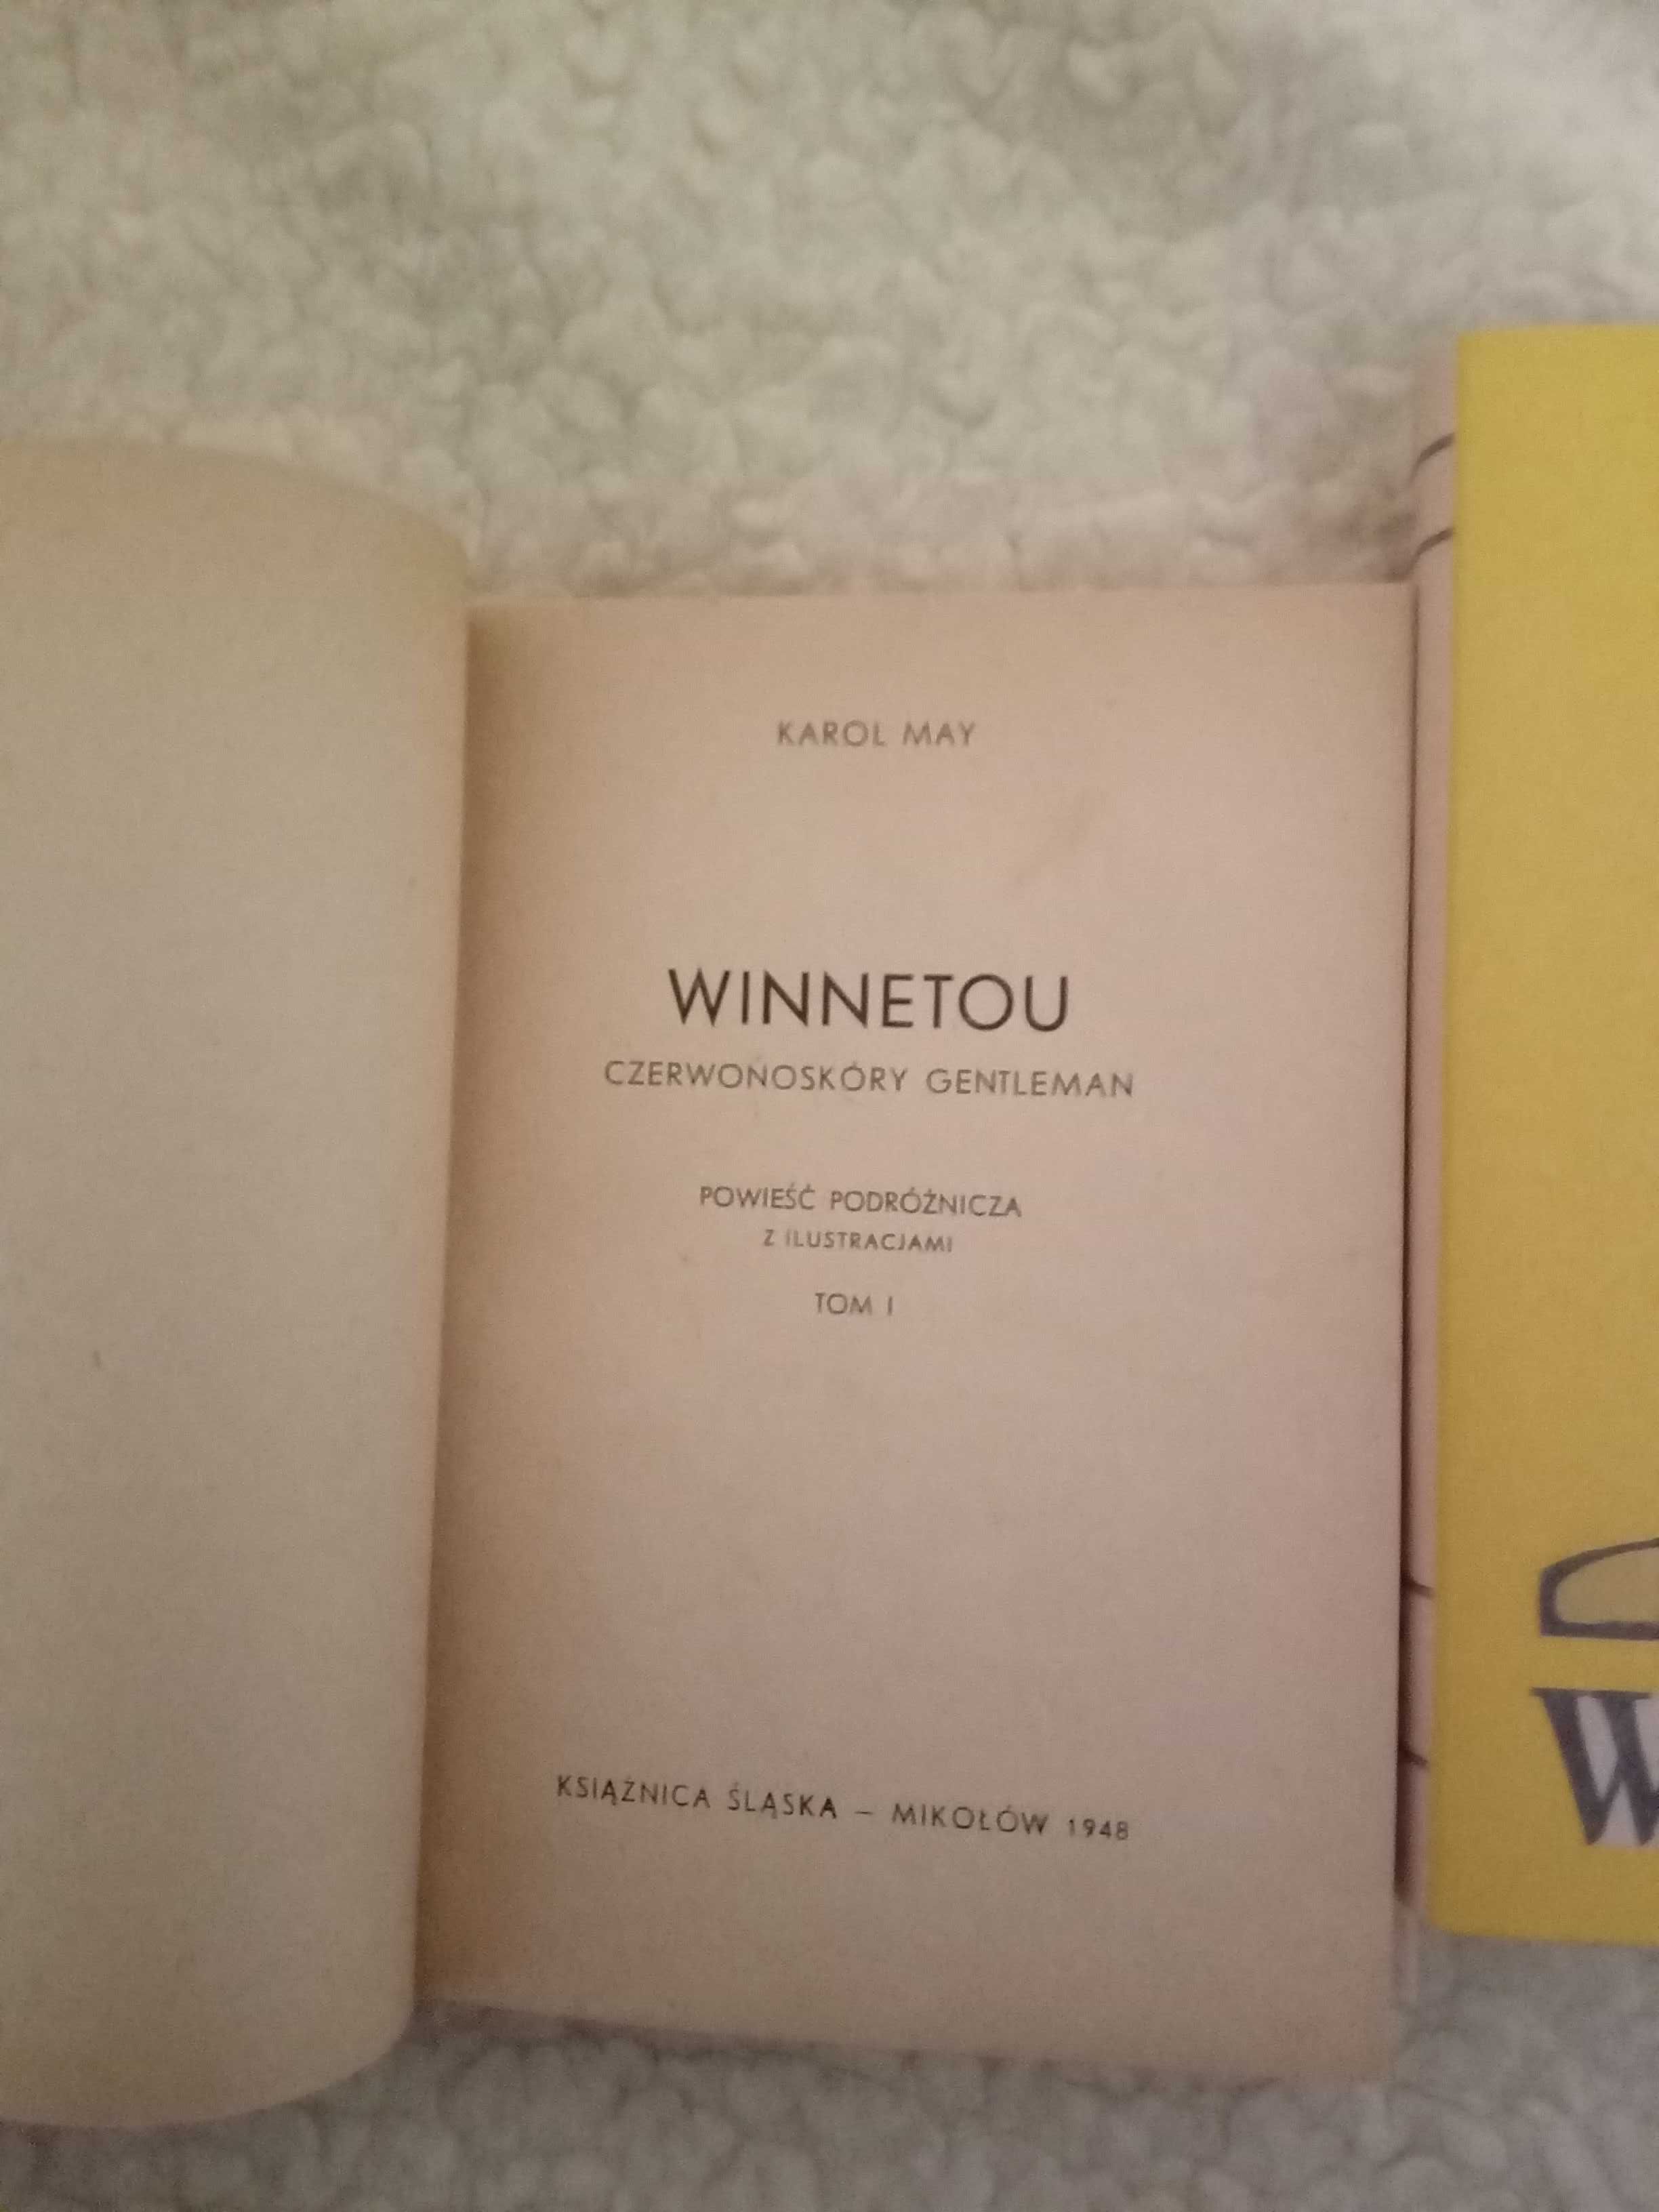 KAROL MAY
WINNETOU
CZERWONOSKÓRY GENTLEMAN
POWIEŚĆ PODRÓŻNICZA
Z ILUSTRACJAMI
TOM I
KSIĄŻNICA ŚLĄSKA – MIKOŁÓW 1948
W